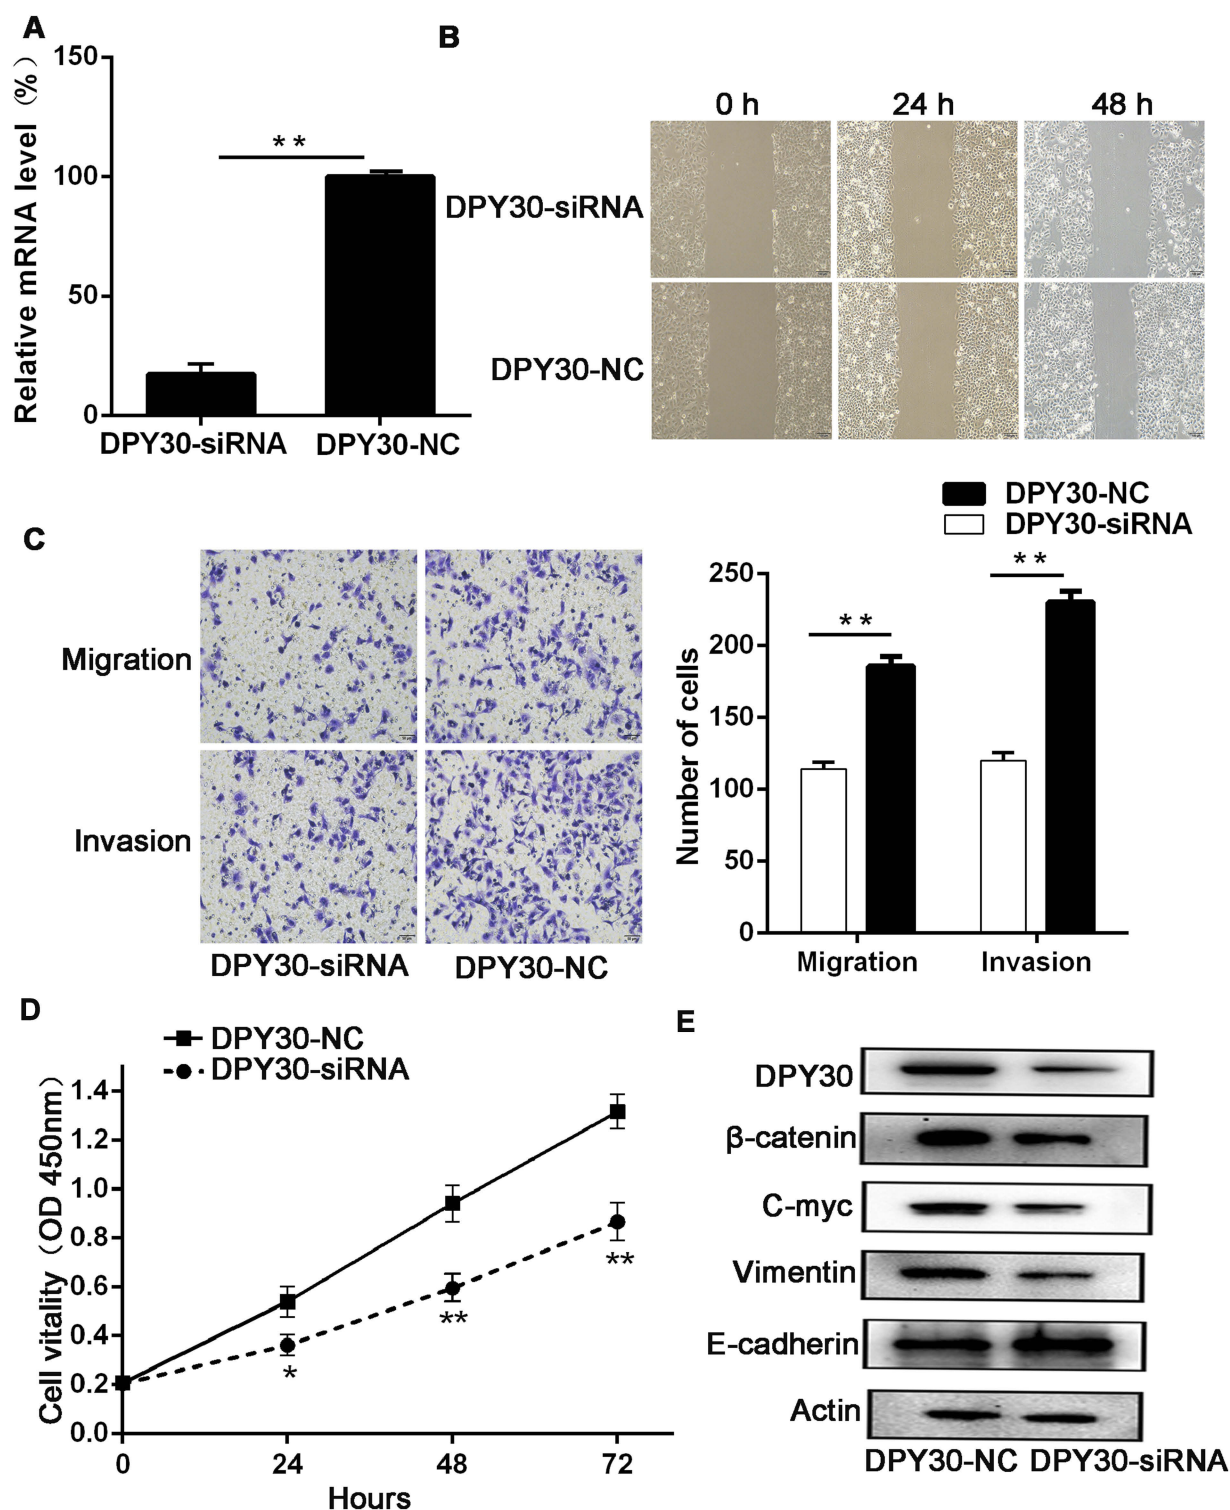 A
Relative mRNA level (%)
150
100
50
0
**
DPY30-siRNA
DPY30-NC
B
0 h
24 h
48 h
DPY30-siRNA
DPY30-NC
C
Migration
Invasion
DPY30-siRNA
DPY30-NC
DPY30-NC
DPY30-siRNA
Number of cells
250
200
150
100
50
0
**
**
Migration
Invasion
D
DPY30-NC
DPY30-siRNA
Cell vitality (OD 450nm)
1.4
1.2
1.0
0.8
0.6
0.4
0.2
0.0
*
**
**
0
24
48
72
Hours
E
DPY30
β-catenin
C-myc
Vimentin
E-cadherin
Actin
DPY30-NC
DPY30-siRNA